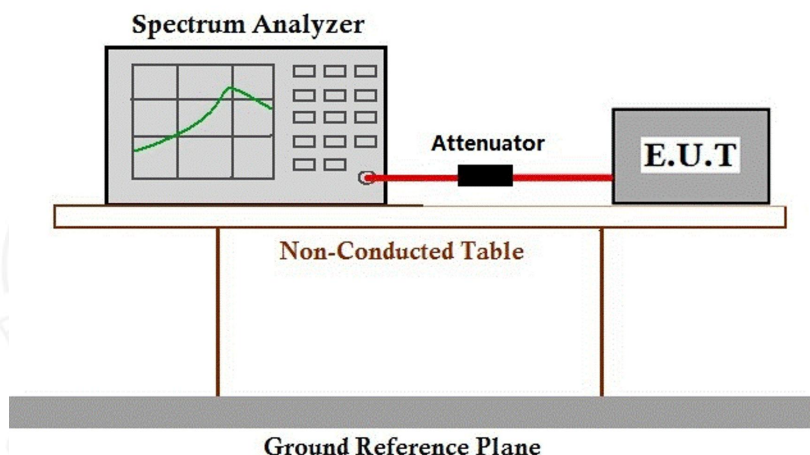 Spectrum Analyzer
Attenuator
E.U.T
Non-Conducted Table
Ground Reference Plane